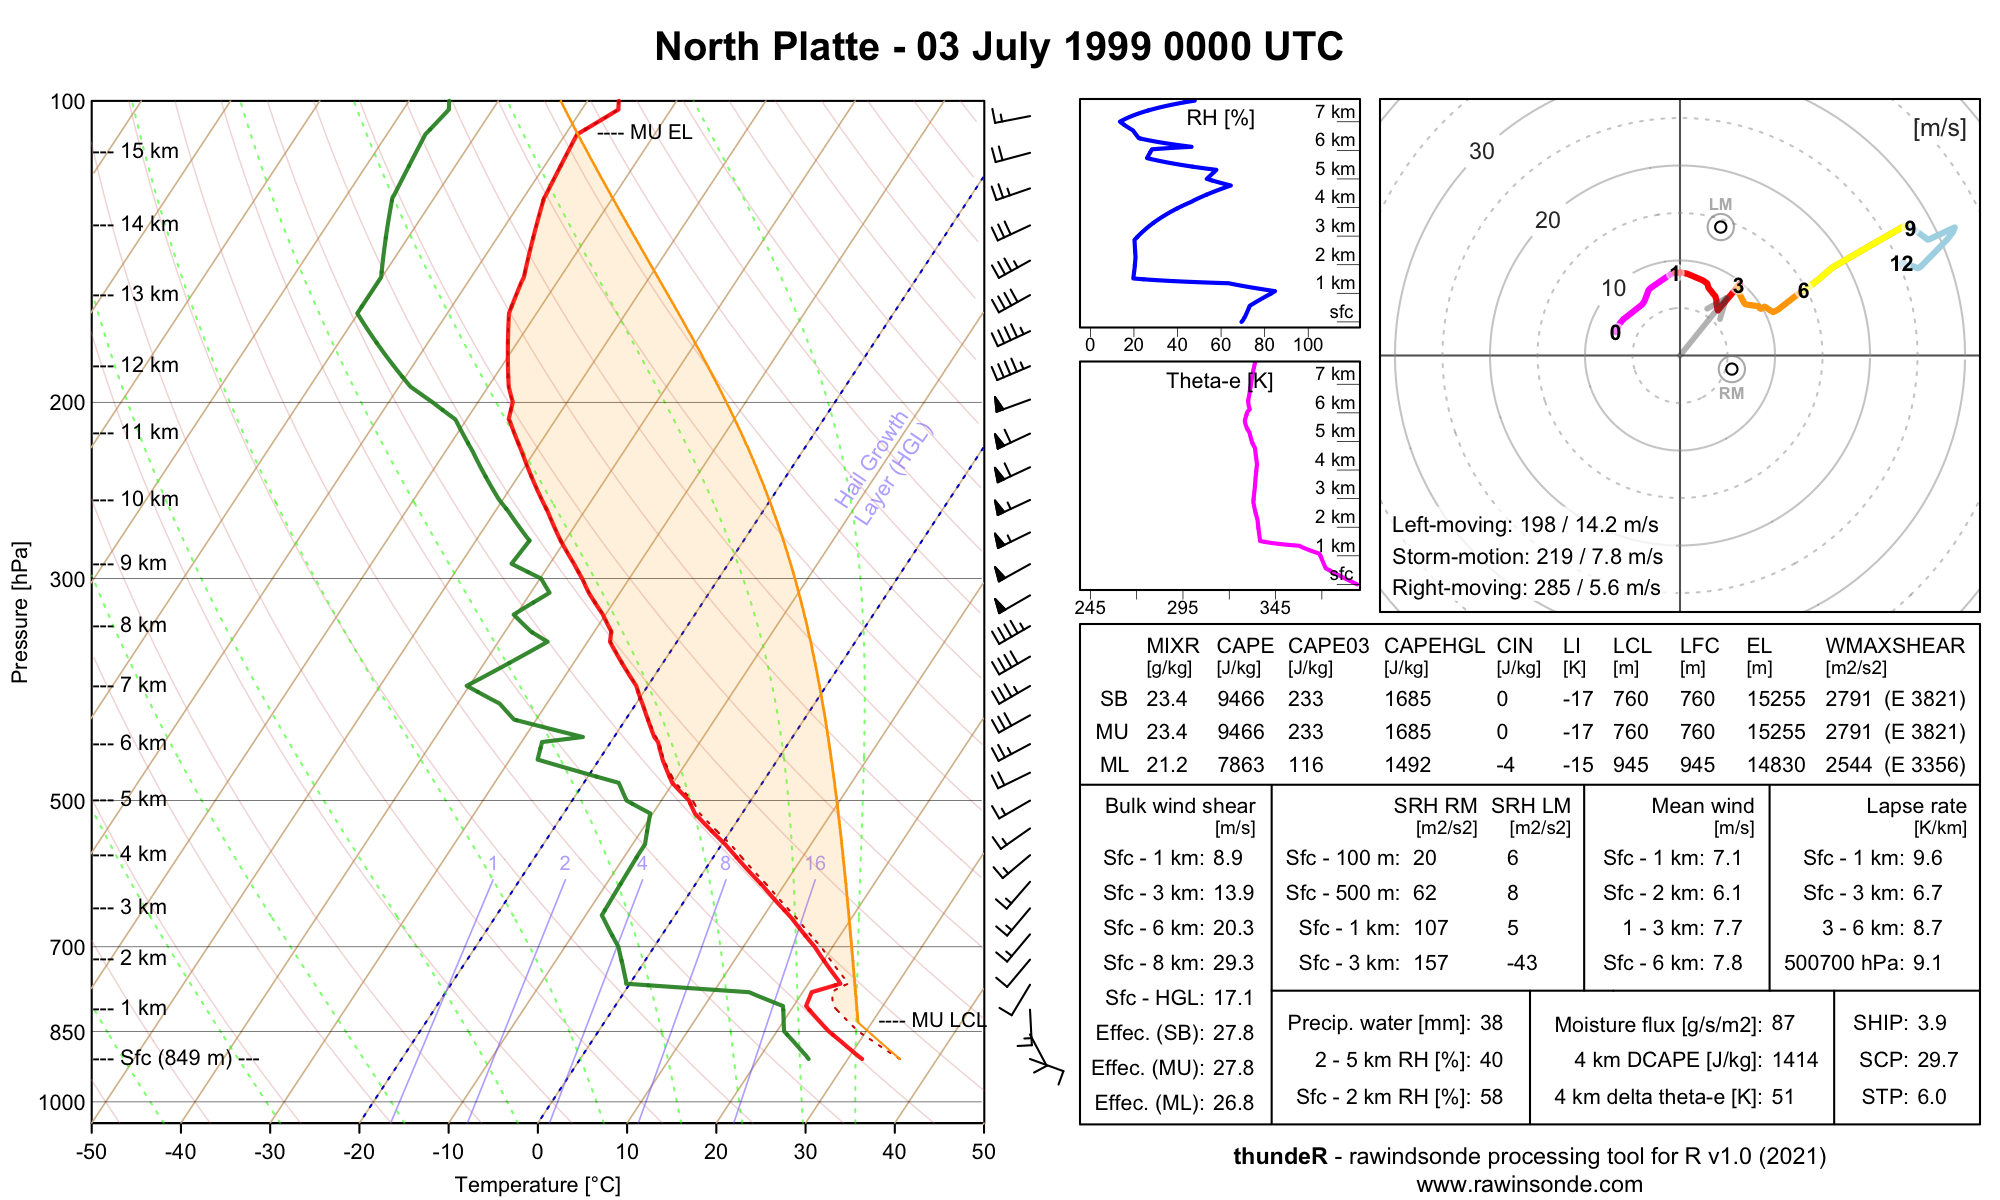 North Platte - 03 July 1999 0000 UTC
Pressure [hPa]
100
200
300
500
700
850
1000
--- 15 km
--- 14 km
--- 13 km
--- 12 km
--- 11 km
--- 10 km
--- 9 km
--- 8 km
--- 7 km
--- 6 km
--- 5 km
--- 4 km
--- 3 km
--- 2 km
--- 1 km
--- Sfc (849 m) ---
---- MU EL
Hail Growth
Layer (HGL)
1 2 4 8 16
---- MU LCL
-50 -40 -30 -20 -10 0 10 20 30 40 50
Temperature [°C]
RH [%]
7 km
6 km
5 km
4 km
3 km
2 km
1 km
sfc
0 20 40 60 80 100
Theta-e [K]
7 km
6 km
5 km
4 km
3 km
2 km
1 km
sfc
245 295 345
[m/s]
30
20
10
LM
RM
0 1 3 6 9 12
Left-moving: 198 / 14.2 m/s
Storm-motion: 219 / 7.8 m/s
Right-moving: 285 / 5.6 m/s
MIXR CAPE CAPE03 CAPEHGL CIN LI LCL LFC EL WMAXSHEAR
[g/kg] [J/kg] [J/kg] [J/kg] [J/kg] [K] [m] [m] [m] [m2/s2]
SB 23.4 9466 233 1685 0 -17 760 760 15255 2791 (E 3821)
MU 23.4 9466 233 1685 0 -17 760 760 15255 2791 (E 3821)
ML 21.2 7863 116 1492 -4 -15 945 945 14830 2544 (E 3356)
Bulk wind shear
[m/s]
Sfc - 1 km: 8.9
Sfc - 3 km: 13.9
Sfc - 6 km: 20.3
Sfc - 8 km: 29.3
Sfc - HGL: 17.1
Effec. (SB): 27.8
Effec. (MU): 27.8
Effec. (ML): 26.8
SRH RM SRH LM
[m2/s2] [m2/s2]
Sfc - 100 m: 20 6
Sfc - 500 m: 62 8
Sfc - 1 km: 107 5
Sfc - 3 km: 157 -43
Mean wind
[m/s]
Sfc - 1 km: 7.1
Sfc - 2 km: 6.1
1 - 3 km: 7.7
Sfc - 6 km: 7.8
Lapse rate
[K/km]
Sfc - 1 km: 9.6
Sfc - 3 km: 6.7
3 - 6 km: 8.7
500700 hPa: 9.1
Precip. water [mm]: 38
2 - 5 km RH [%]: 40
Sfc - 2 km RH [%]: 58
Moisture flux [g/s/m2]: 87
4 km DCAPE [J/kg]: 1414
4 km delta theta-e [K]: 51
SHIP: 3.9
SCP: 29.7
STP: 6.0
thundeR - rawindsonde processing tool for R v1.0 (2021)
www.rawinsonde.com